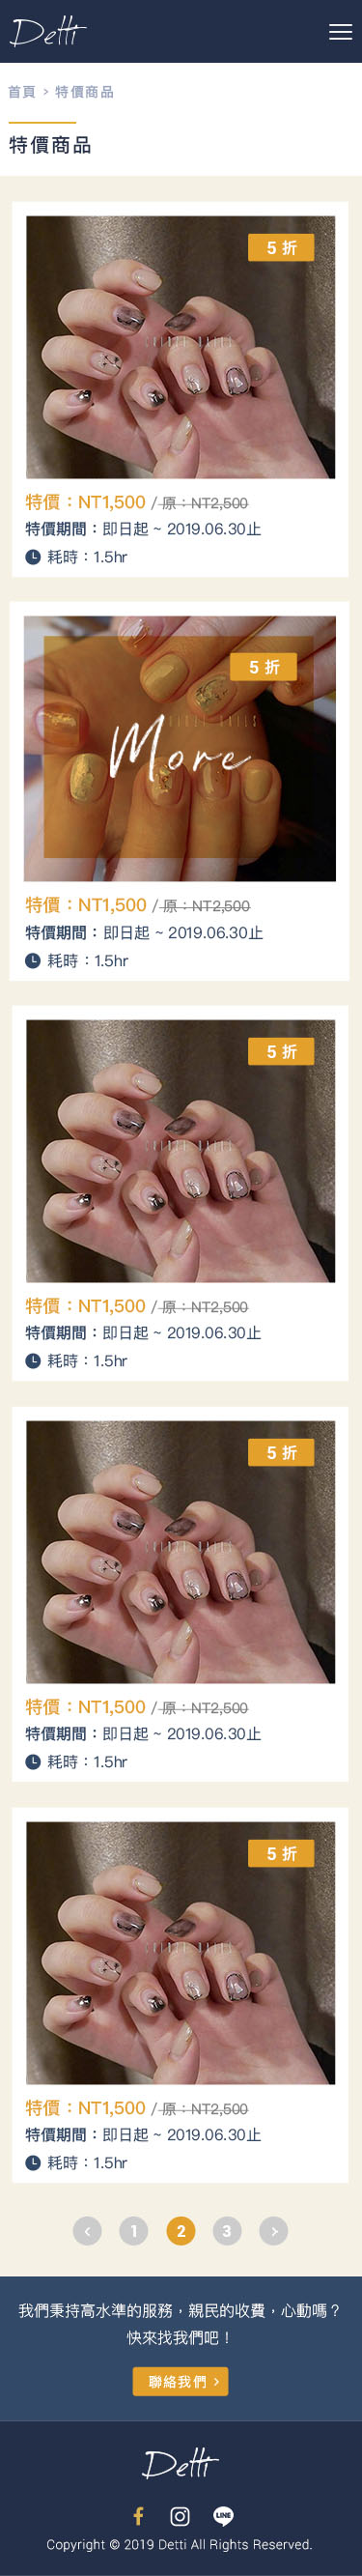 Detti
首頁 > 特價商品
特價商品
5 折
特價：NT1,500 / 原：NT2,500
特價期間：即日起 ~ 2019.06.30止
耗時：1.5hr
5 折
More
特價：NT1,500 / 原：NT2,500
特價期間：即日起 ~ 2019.06.30止
耗時：1.5hr
5 折
特價：NT1,500 / 原：NT2,500
特價期間：即日起 ~ 2019.06.30止
耗時：1.5hr
5 折
特價：NT1,500 / 原：NT2,500
特價期間：即日起 ~ 2019.06.30止
耗時：1.5hr
5 折
特價：NT1,500 / 原：NT2,500
特價期間：即日起 ~ 2019.06.30止
耗時：1.5hr
‹ 1 2 3 ›
我們秉持高水準的服務，親民的收費，心動嗎？
快來找我們吧！
聯絡我們 >
Detti
LINE
Copyright © 2019 Detti All Rights Reserved.